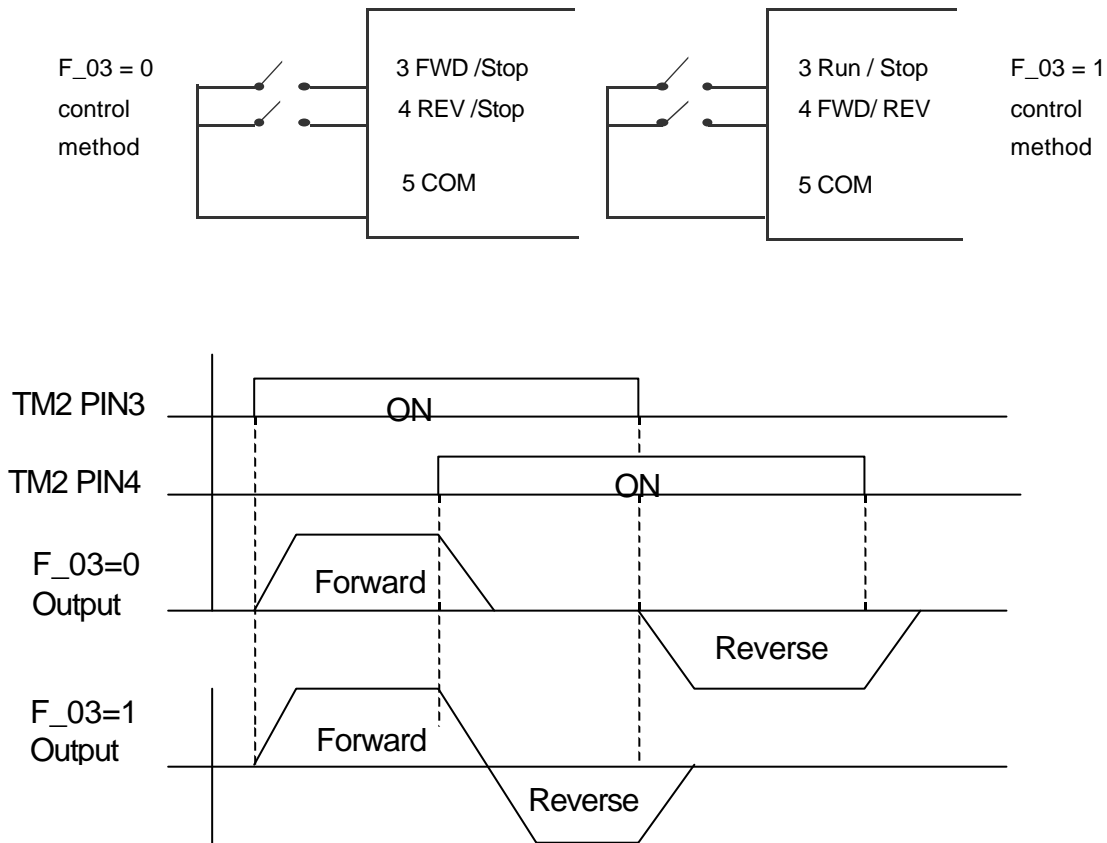 F_03 = 0
control
method
3 FWD /Stop
4 REV /Stop
5 COM
3 Run / Stop
4 FWD/ REV
5 COM
F_03 = 1
control
method
TM2 PIN3
ON
TM2 PIN4
ON
F_03=0
Output
Forward
Reverse
F_03=1
Output
Forward
Reverse